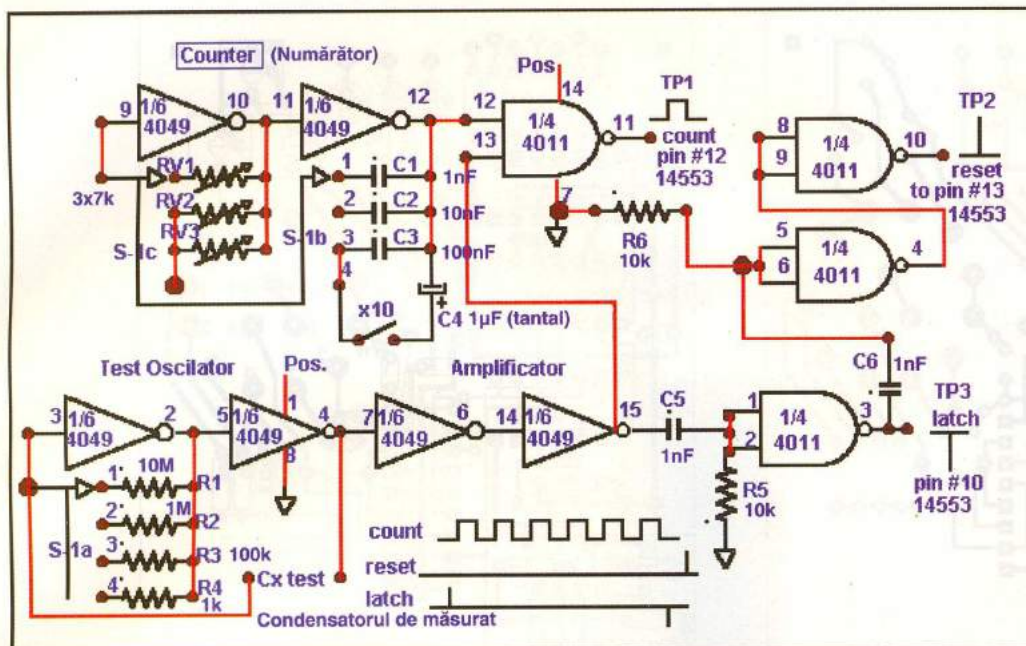 Counter (Numărător)
9
1/6
4049
10
11
1/6
4049
12
12
13
Pos
14
1/4
4011
11
TP1
count
pin #12
14553
7
8
9
1/4
4011
10
TP2
reset
to pin #13
14553
RV1
RV2
RV3
3x7k
S-1c
S-1b
1
C1
1nF
2
C2
10nF
3
C3
100nF
4
x10
C4 1µF (tantal)
R6
10k
5
6
1/4
4011
4
Test Oscilator
Pos.
Amplificator
3
1/6
4049
2
5
1/6
4049
1
4
8
7
1/6
4049
6
14
1/6
4049
15
C5
1nF
1
2
1/4
4011
3
C6
1nF
TP3
latch
pin #10
14553
R5
10k
1
10M
R1
2
1M
R2
3
R3 100k
4
R4
1k
S-1a
Cx test
Condensatorul de măsurat
count
reset
latch